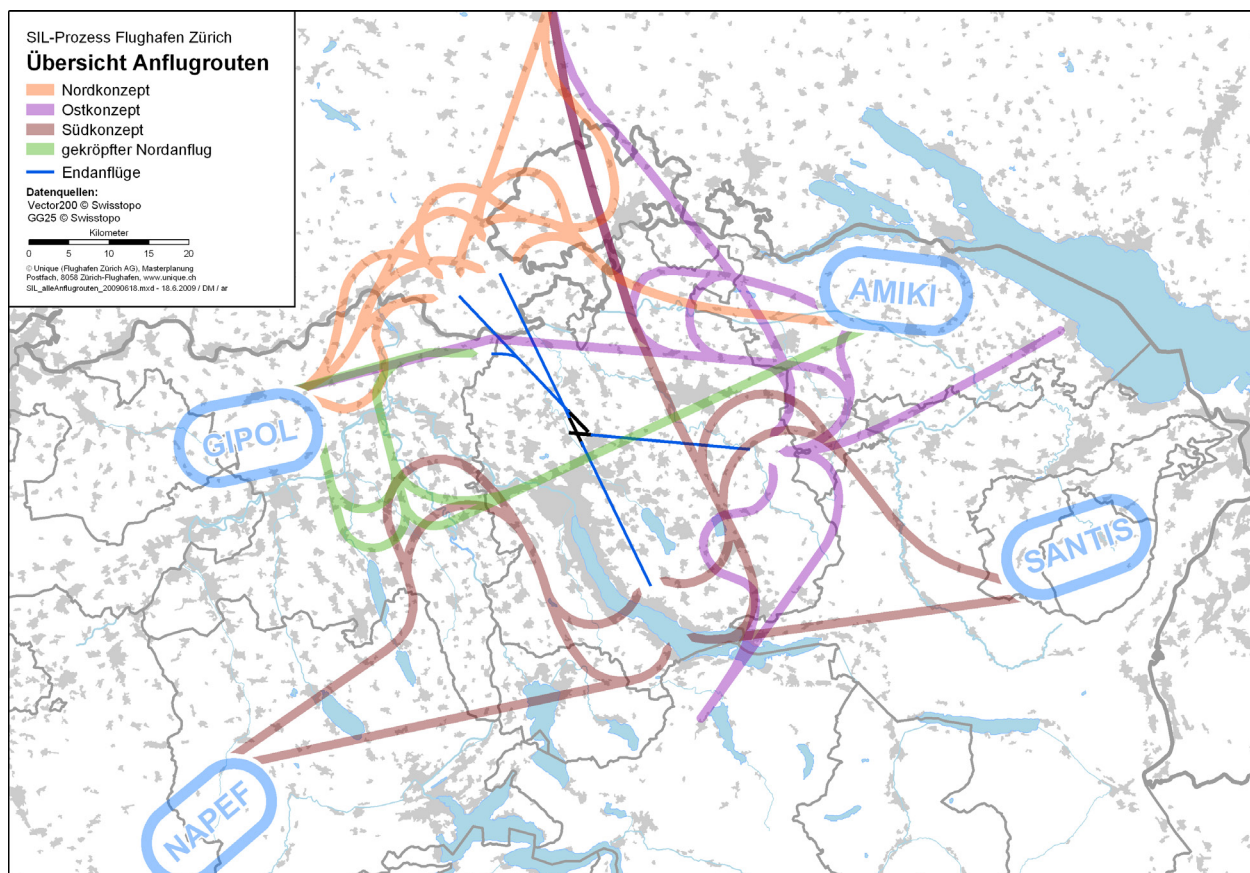 SIL-Prozess Flughafen Zürich
Übersicht Anflugrouten
Nordkonzept
Ostkonzept
Südkonzept
gekröpfter Nordanflug
Endanflüge
Datenquellen:
Vector200 © Swisstopo
GG25 © Swisstopo
Kilometer
0 5 10 15 20
© Unique (Flughafen Zürich AG), Masterplanung
Postfach, 8058 Zürich-Flughafen, www.unique.ch
SIL_alleAnflugrouten_20090618.mxd - 18.6.2009 / DM / ar
AMIKI
GIPOL
SANTIS
NAPEF